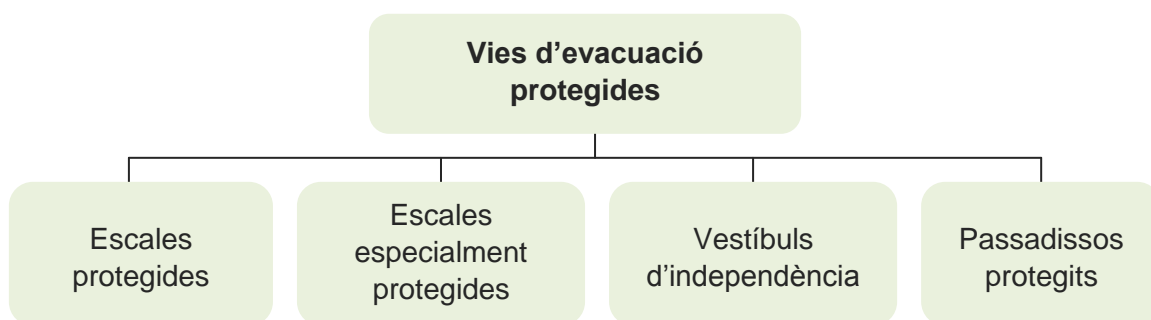 Vies d’evacuació
protegides
Escales
protegides
Escales
especialment
protegides
Vestíbuls
d’independència
Passadissos
protegits